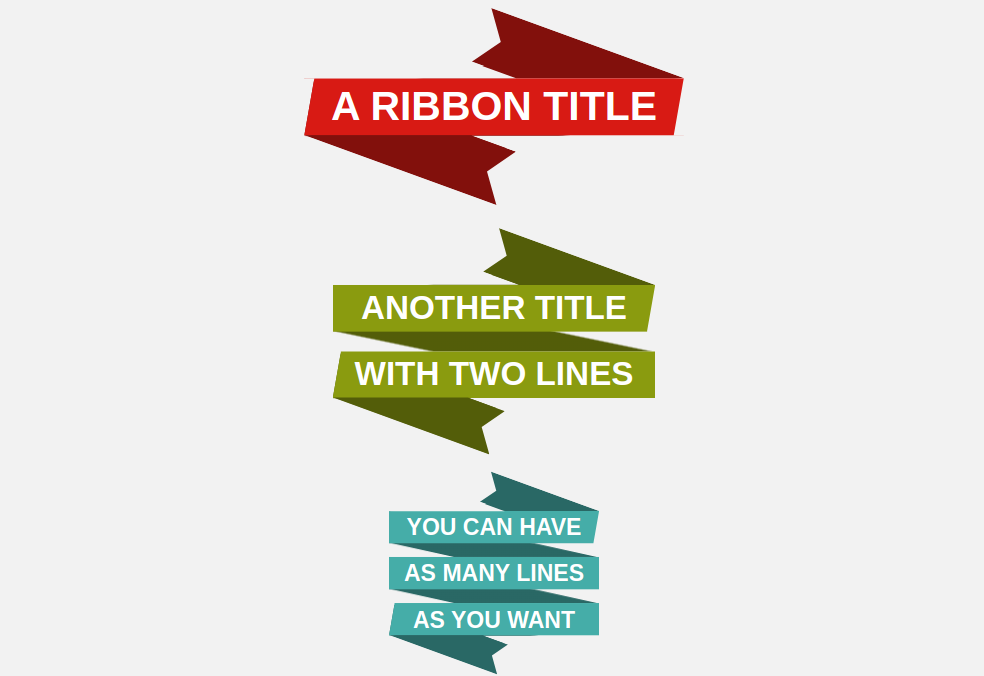 A RIBBON TITLE
ANOTHER TITLE
WITH TWO LINES
YOU CAN HAVE
AS MANY LINES
AS YOU WANT